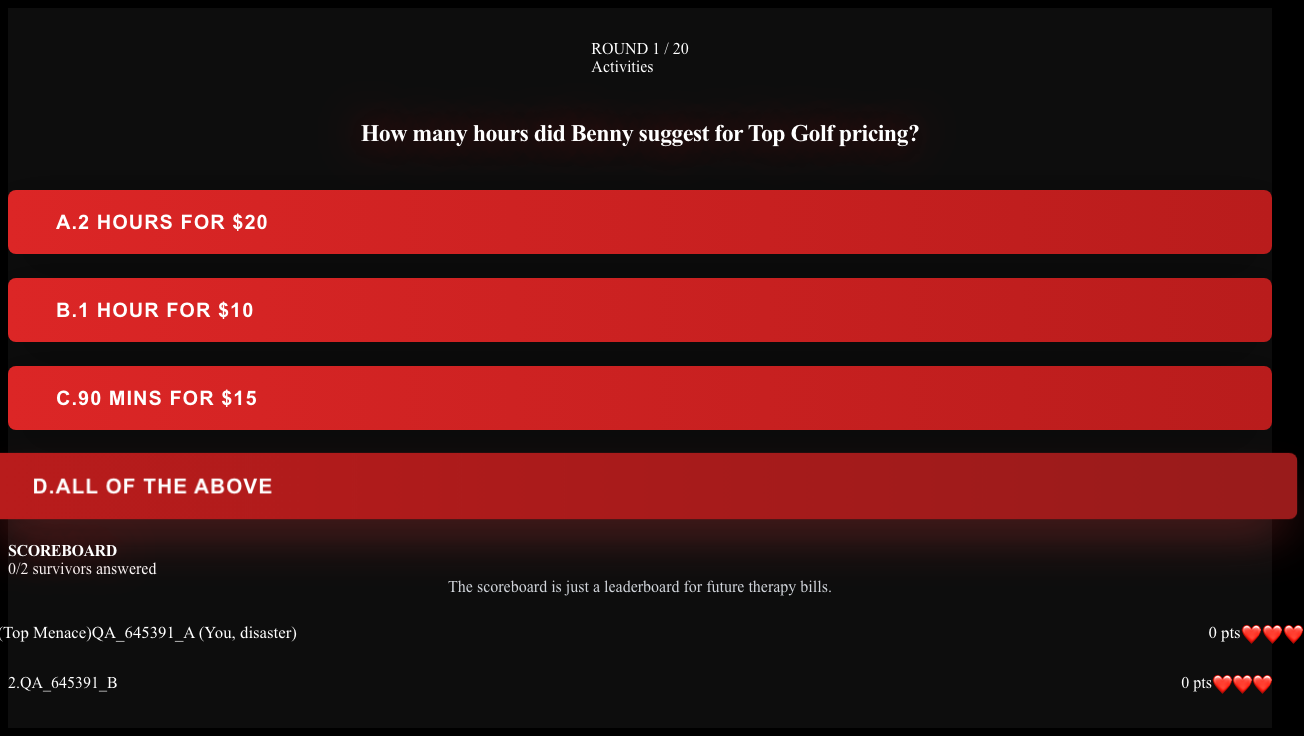 ROUND 1 / 20
Activities
How many hours did Benny suggest for Top Golf pricing?
A.2 HOURS FOR $20
B.1 HOUR FOR $10
C.90 MINS FOR $15
D.ALL OF THE ABOVE
SCOREBOARD
0/2 survivors answered
The scoreboard is just a leaderboard for future therapy bills.
(Top Menace)QA_645391_A (You, disaster) 0 pts❤️❤️❤️
2.QA_645391_B 0 pts❤️❤️❤️